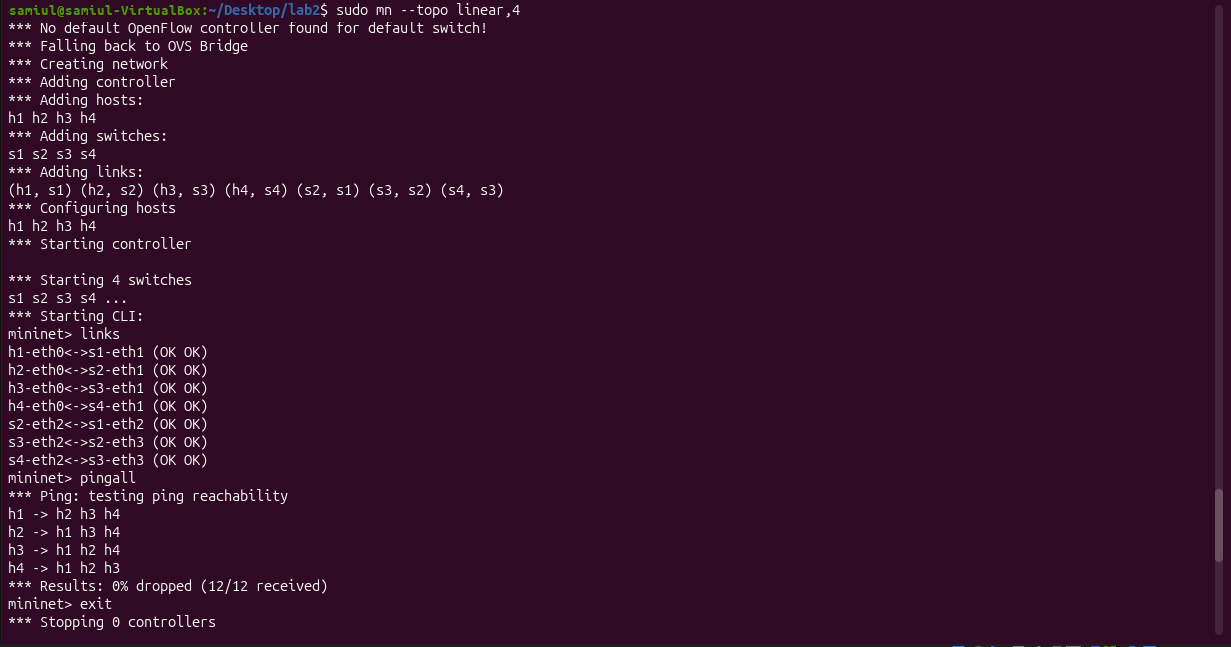 samiul@samiul-VirtualBox:~/Desktop/lab2$ sudo mn --topo linear,4
*** No default OpenFlow controller found for default switch!
*** Falling back to OVS Bridge
*** Creating network
*** Adding controller
*** Adding hosts:
h1 h2 h3 h4
*** Adding switches:
s1 s2 s3 s4
*** Adding links:
(h1, s1) (h2, s2) (h3, s3) (h4, s4) (s2, s1) (s3, s2) (s4, s3)
*** Configuring hosts
h1 h2 h3 h4
*** Starting controller

*** Starting 4 switches
s1 s2 s3 s4 ...
*** Starting CLI:
mininet> links
h1-eth0<->s1-eth1 (OK OK)
h2-eth0<->s2-eth1 (OK OK)
h3-eth0<->s3-eth1 (OK OK)
h4-eth0<->s4-eth1 (OK OK)
s2-eth2<->s1-eth2 (OK OK)
s3-eth2<->s2-eth3 (OK OK)
s4-eth2<->s3-eth3 (OK OK)
mininet> pingall
*** Ping: testing ping reachability
h1 -> h2 h3 h4
h2 -> h1 h3 h4
h3 -> h1 h2 h4
h4 -> h1 h2 h3
*** Results: 0% dropped (12/12 received)
mininet> exit
*** Stopping 0 controllers